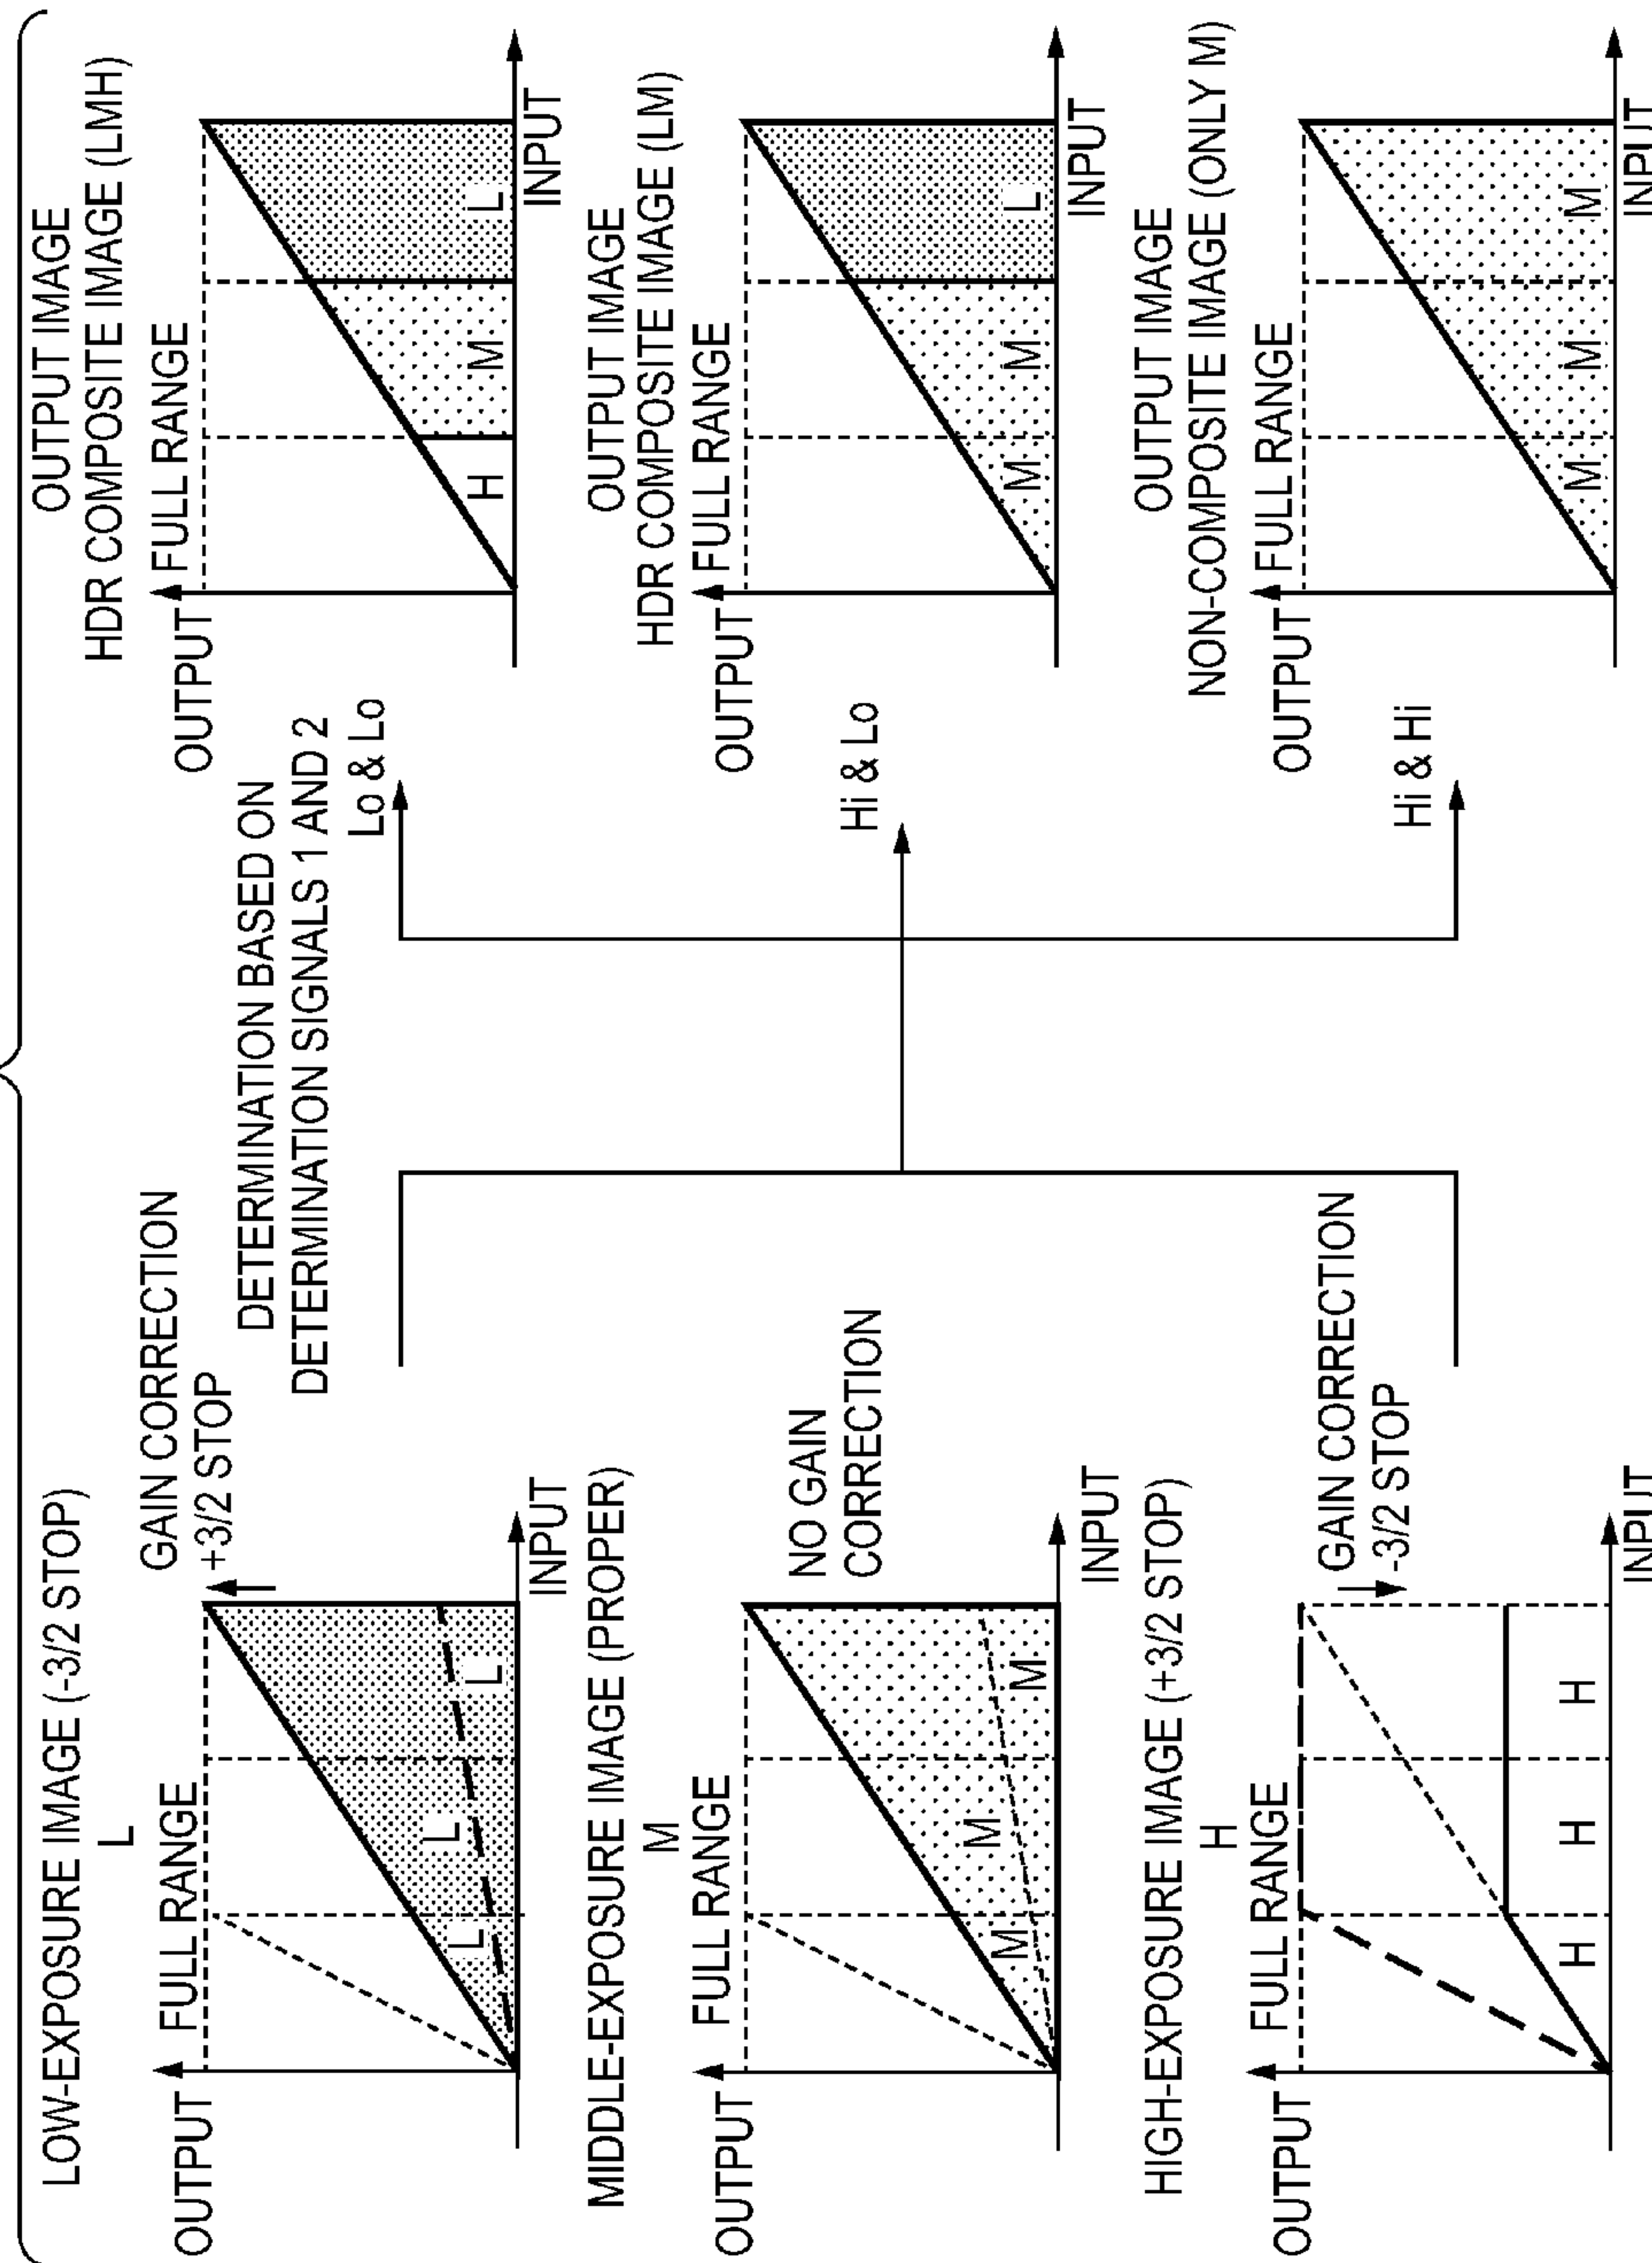 LOW-EXPOSURE IMAGE (-3/2 STOP)
L
GAIN CORRECTION
+3/2 STOP
FULL RANGE
OUTPUT
L
L
L
INPUT
MIDDLE-EXPOSURE IMAGE (PROPER)
M
NO GAIN
CORRECTION
FULL RANGE
OUTPUT
M
M
M
INPUT
HIGH-EXPOSURE IMAGE (+3/2 STOP)
H
GAIN CORRECTION
-3/2 STOP
FULL RANGE
OUTPUT
H
H
H
INPUT
DETERMINATION BASED ON
DETERMINATION SIGNALS 1 AND 2
Lo & Lo
Hi & Lo
Hi & Hi
OUTPUT IMAGE
HDR COMPOSITE IMAGE (LMH)
FULL RANGE
OUTPUT
H
M
L
INPUT
OUTPUT IMAGE
HDR COMPOSITE IMAGE (LM)
FULL RANGE
OUTPUT
M
M
L
INPUT
OUTPUT IMAGE
NON-COMPOSITE IMAGE (ONLY M)
FULL RANGE
OUTPUT
M
M
M
INPUT